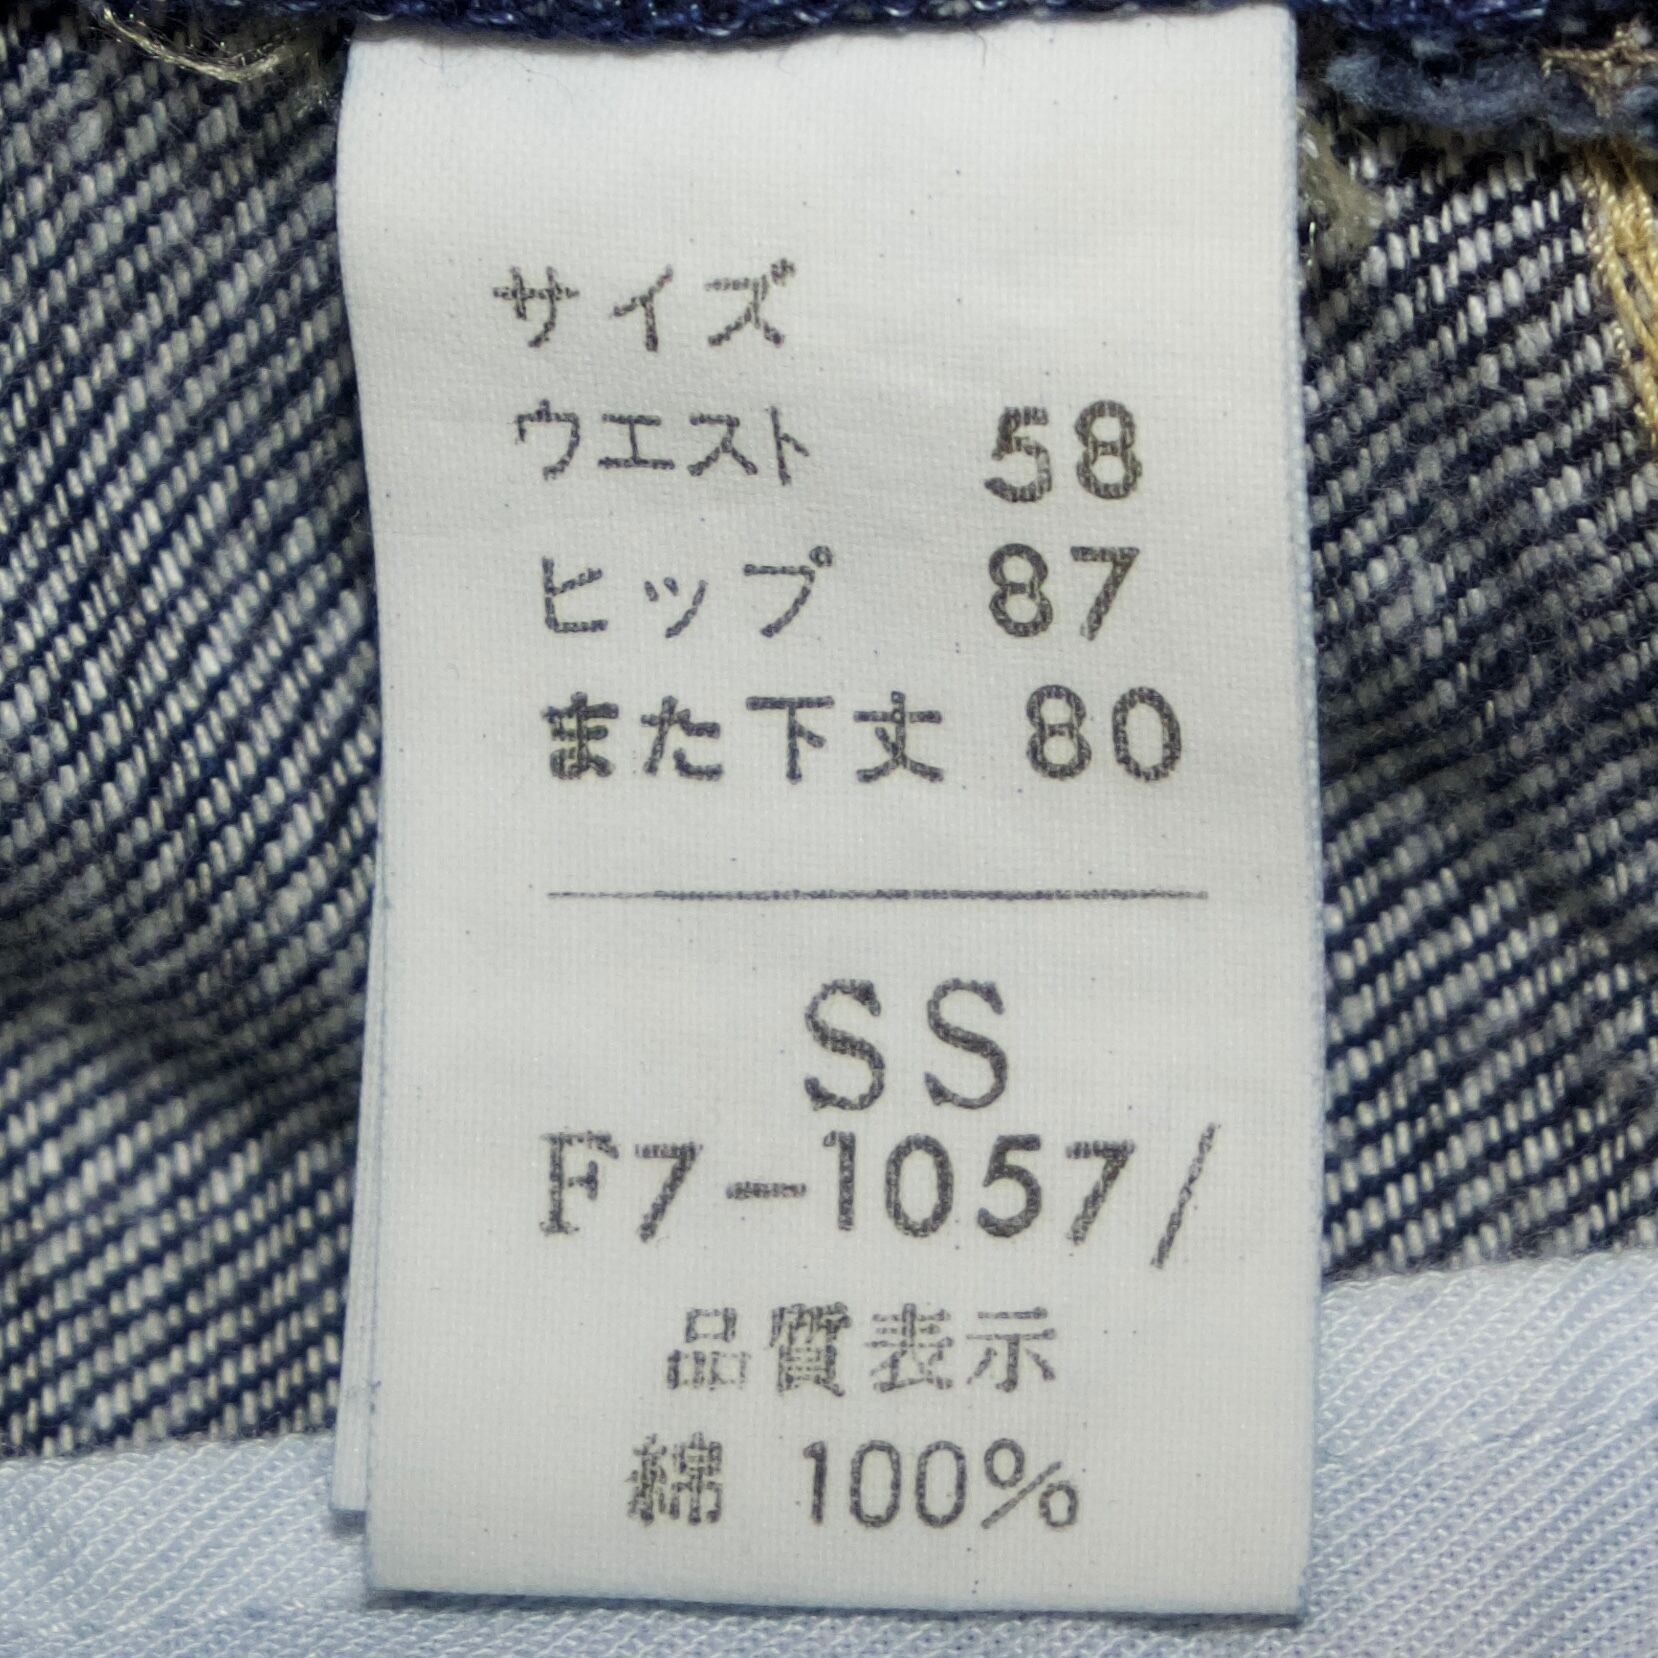 サイズ
ウエスト 58
ヒップ 87
また下丈 80
SS
F7-1057/
品質表示
綿 100%